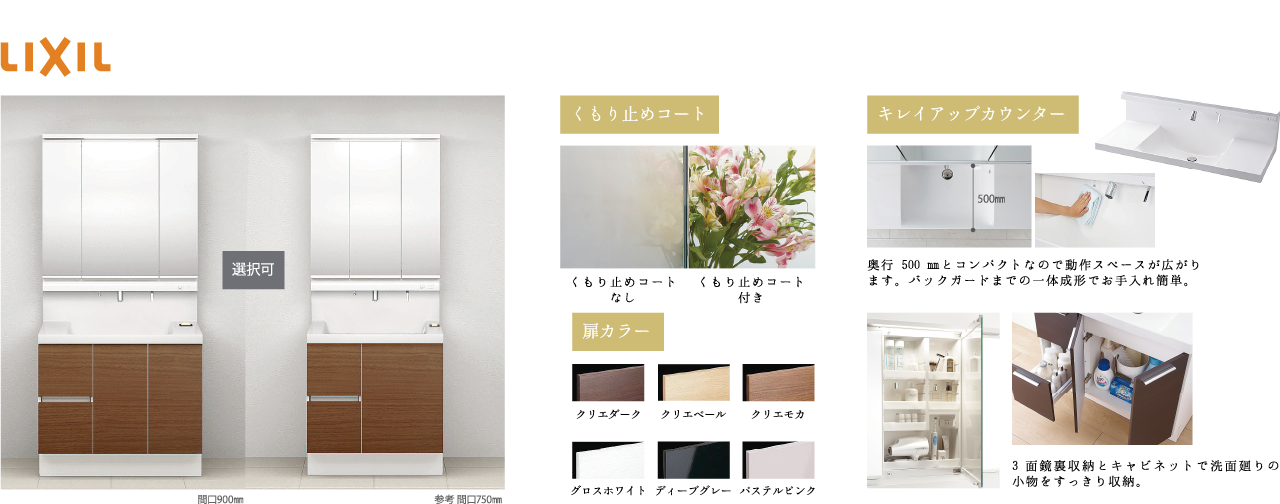 LIXIL
選択可
間口900㎜
参考 間口750㎜
くもり止めコート
くもり止めコート
なし
くもり止めコート
付き
扉カラー
クリエダーク
クリエペール
クリエモカ
グロスホワイト
ディープグレー
パステルピンク
キレイアップカウンター
500㎜
奥行 500 ㎜とコンパクトなので動作スペースが広がり
ます。バックガードまでの一体成形でお手入れ簡単。
3 面鏡裏収納とキャビネットで洗面廻りの
小物をすっきり収納。